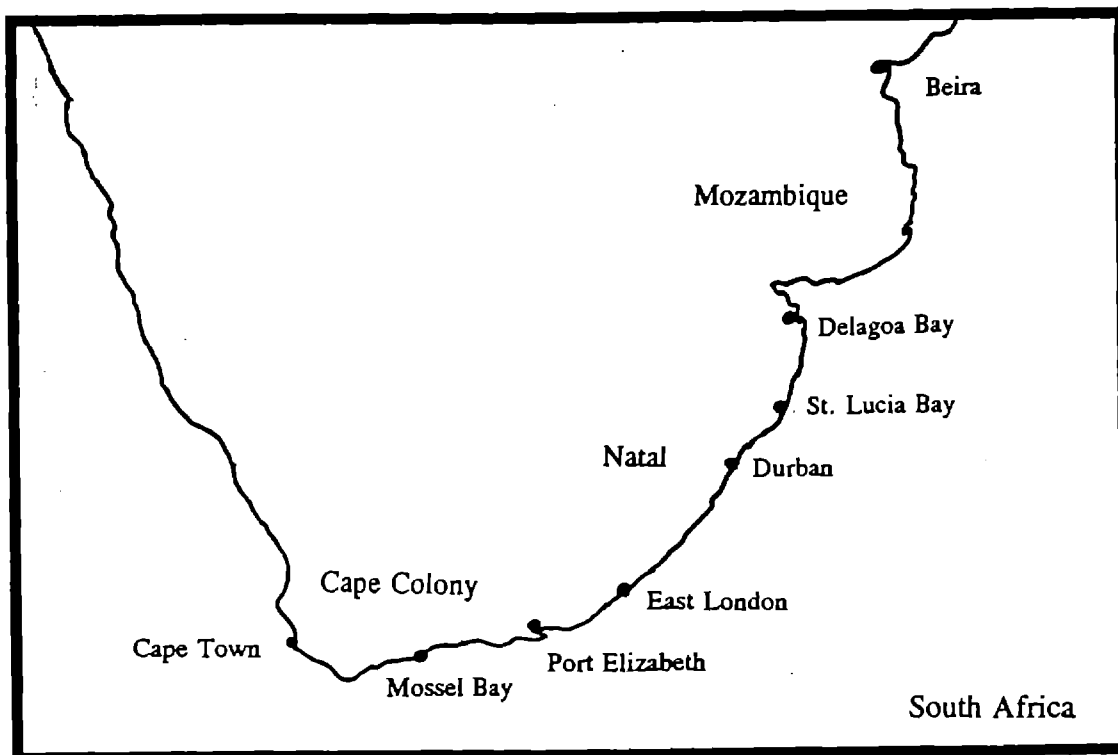 Beira
Mozambique
Delagoa Bay
St. Lucia Bay
Natal
Durban
Cape Colony
East London
Cape Town
Port Elizabeth
Mossel Bay
South Africa